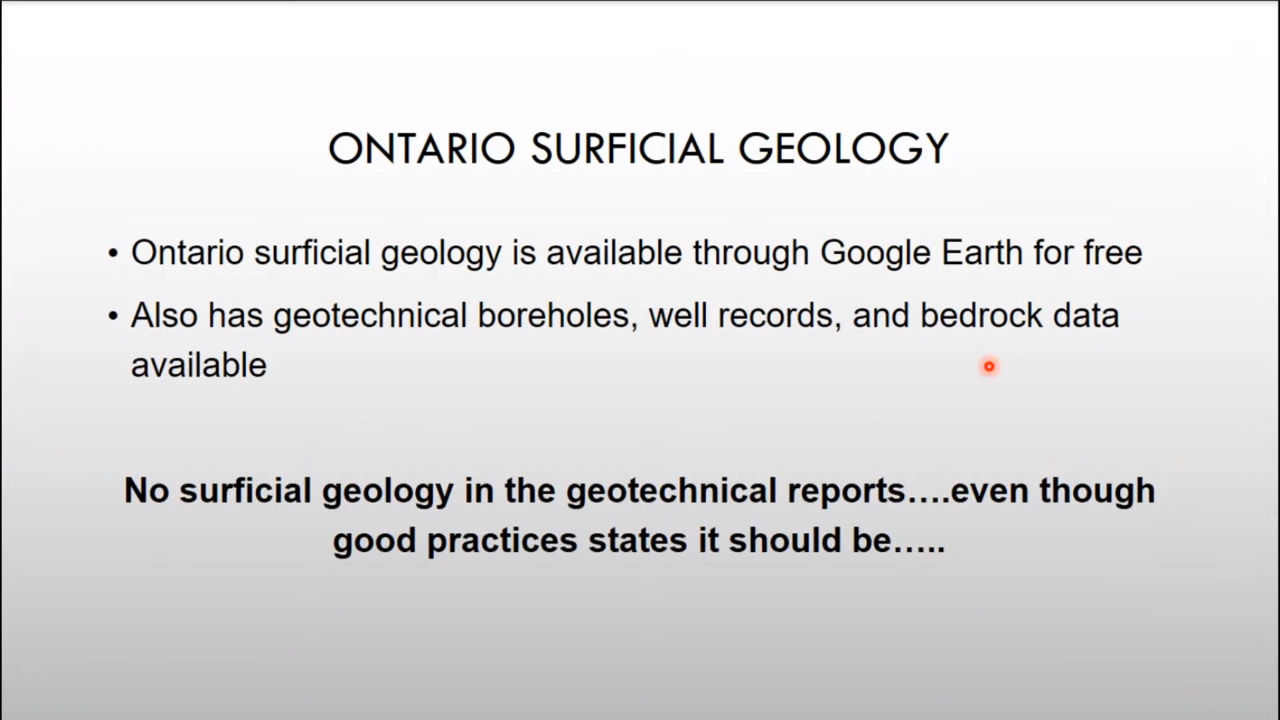 ONTARIO SURFICIAL GEOLOGY
• Ontario surficial geology is available through Google Earth for free
• Also has geotechnical boreholes, well records, and bedrock data
available
No surficial geology in the geotechnical reports….even though
good practices states it should be…..